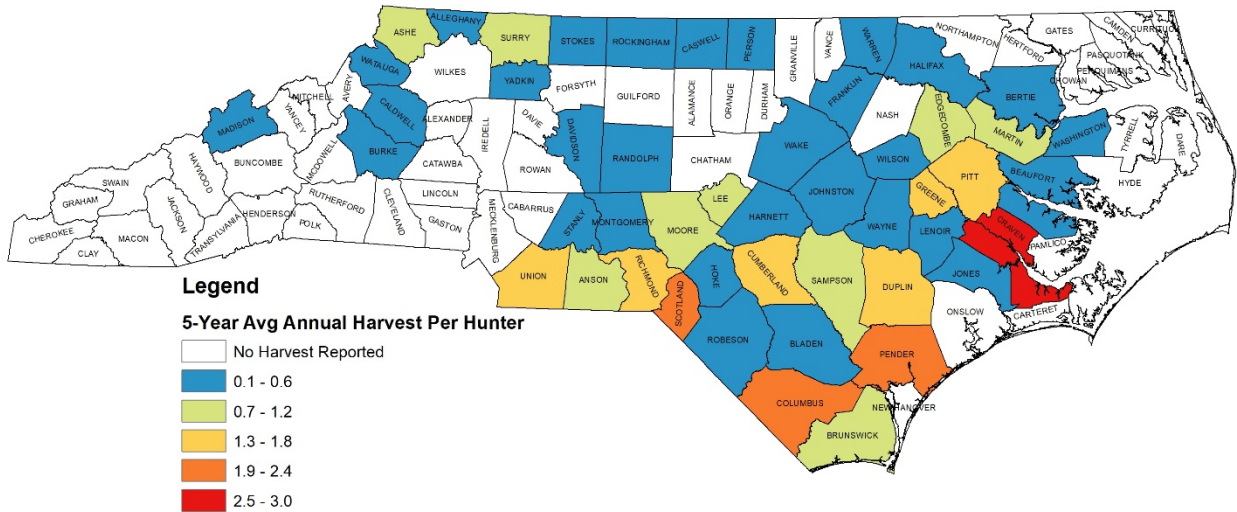 ASHE
ALLEGHANY
SURRY
STOKES
ROCKINGHAM
CASWELL
PERSON
GRANVILLE
VANCE
WARREN
NORTHAMPTON
HERTFORD
GATES
CAMDEN
CURRITUCK
PASQUOTANK
PERQUIMANS
CHOWAN
HALIFAX
BERTIE
WATAUGA
WILKES
YADKIN
FORSYTH
GUILFORD
ALAMANCE
ORANGE
DURHAM
FRANKLIN
NASH
EDGECOMBE
MARTIN
WASHINGTON
TYRRELL
DARE
AVERY
MITCHELL
YANCEY
CALDWELL
ALEXANDER
IREDELL
DAVIE
DAVIDSON
RANDOLPH
CHATHAM
WAKE
WILSON
PITT
BEAUFORT
HYDE
MADISON
BUNCOMBE
MCDOWELL
BURKE
CATAWBA
ROWAN
JOHNSTON
GREENE
HAYWOOD
SWAIN
GRAHAM
CHEROKEE
CLAY
MACON
JACKSON
TRANSYLVANIA
HENDERSON
POLK
RUTHERFORD
CLEVELAND
LINCOLN
GASTON
MECKLENBURG
CABARRUS
STANLY
MONTGOMERY
MOORE
LEE
HARNETT
WAYNE
LENOIR
CRAVEN
PAMLICO
JONES
CARTERET
ONSLOW
UNION
ANSON
RICHMOND
SCOTLAND
HOKE
CUMBERLAND
SAMPSON
DUPLIN
ROBESON
BLADEN
PENDER
COLUMBUS
NEW HANOVER
BRUNSWICK
Legend
5-Year Avg Annual Harvest Per Hunter
No Harvest Reported
0.1 - 0.6
0.7 - 1.2
1.3 - 1.8
1.9 - 2.4
2.5 - 3.0